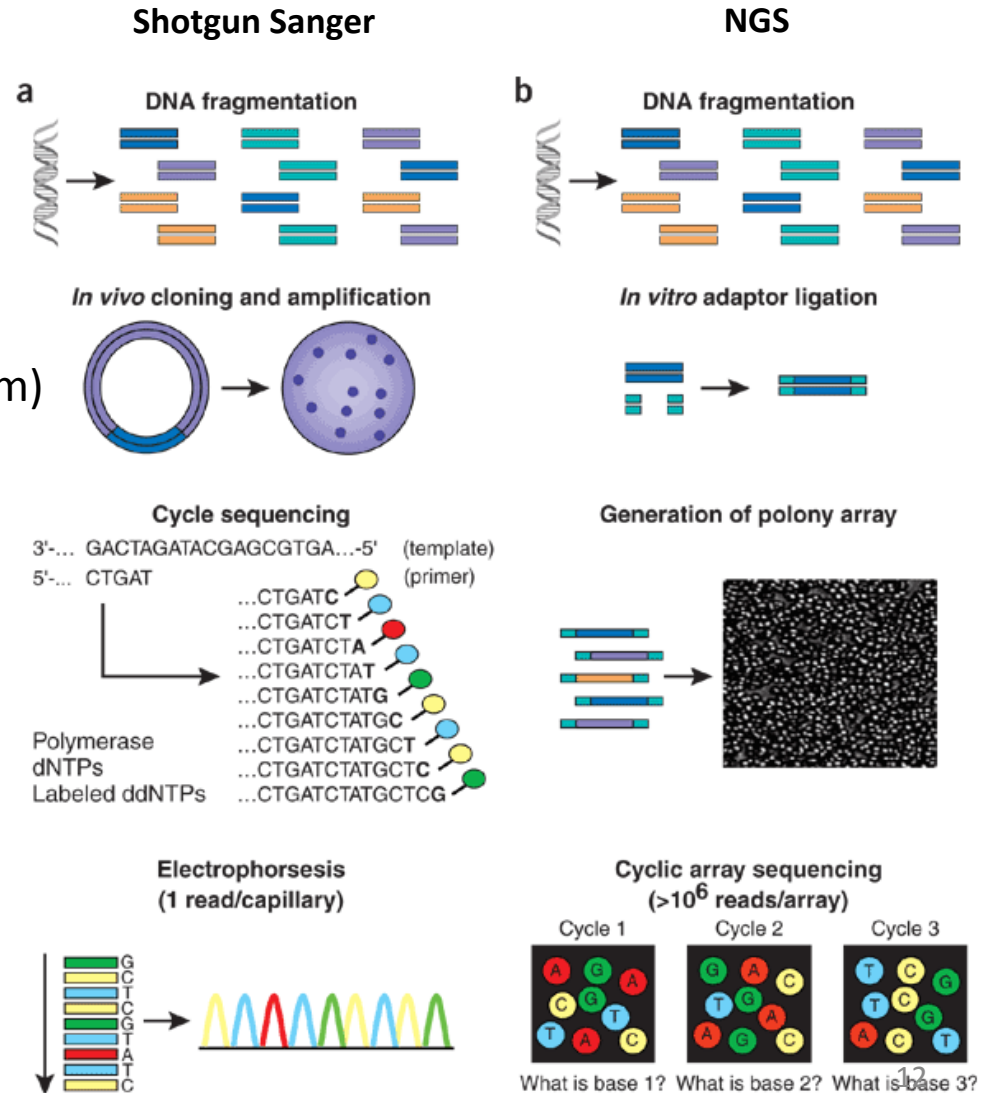 Shotgun Sanger
NGS
a
DNA fragmentation
In vivo cloning and amplification
m)
Cycle sequencing
3'-... GACTAGATACGAGCGTGA...-5' (template)
5'-... CTGAT (primer)
...CTGATC
...CTGATCT
...CTGATCTA
...CTGATCTAT
...CTGATCTATG
...CTGATCTATGC
...CTGATCTATGCT
...CTGATCTATGCTC
...CTGATCTATGCTCG
Polymerase
dNTPs
Labeled ddNTPs
Electrophorsesis
(1 read/capillary)
G
C
T
C
G
T
A
T
C
b
DNA fragmentation
In vitro adaptor ligation
Generation of polony array
Cyclic array sequencing
(>10⁶ reads/array)
Cycle 1
A G A
C G T
T A C
What is base 1?
Cycle 2
G A C
T G A
A G C
What is base 2?
Cycle 3
T C G
T C G
A C T
What is base 3?
12